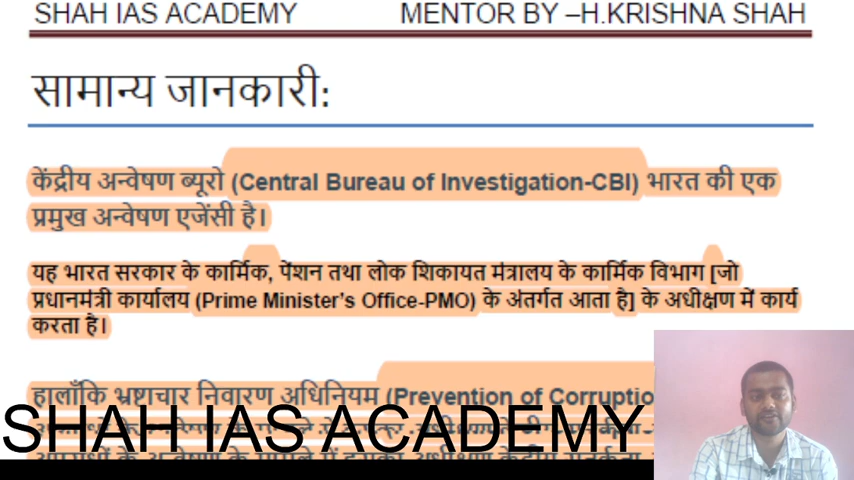 SHAH IAS ACADEMY MENTOR BY –H.KRISHNA SHAH
सामान्य जानकारी:
केंद्रीय अन्वेषण ब्यूरो (Central Bureau of Investigation-CBI) भारत की एक
प्रमुख अन्वेषण एजेंसी है।
यह भारत सरकार के कार्मिक, पेंशन तथा लोक शिकायत मंत्रालय के कार्मिक विभाग [जो
प्रधानमंत्री कार्यालय (Prime Minister's Office-PMO) के अंतर्गत आता है] के अधीक्षण में कार्य
करता है।
हालाँकि भ्रष्टाचार निवारण अधिनियम (Prevention of
SHAH IAS ACADEMY